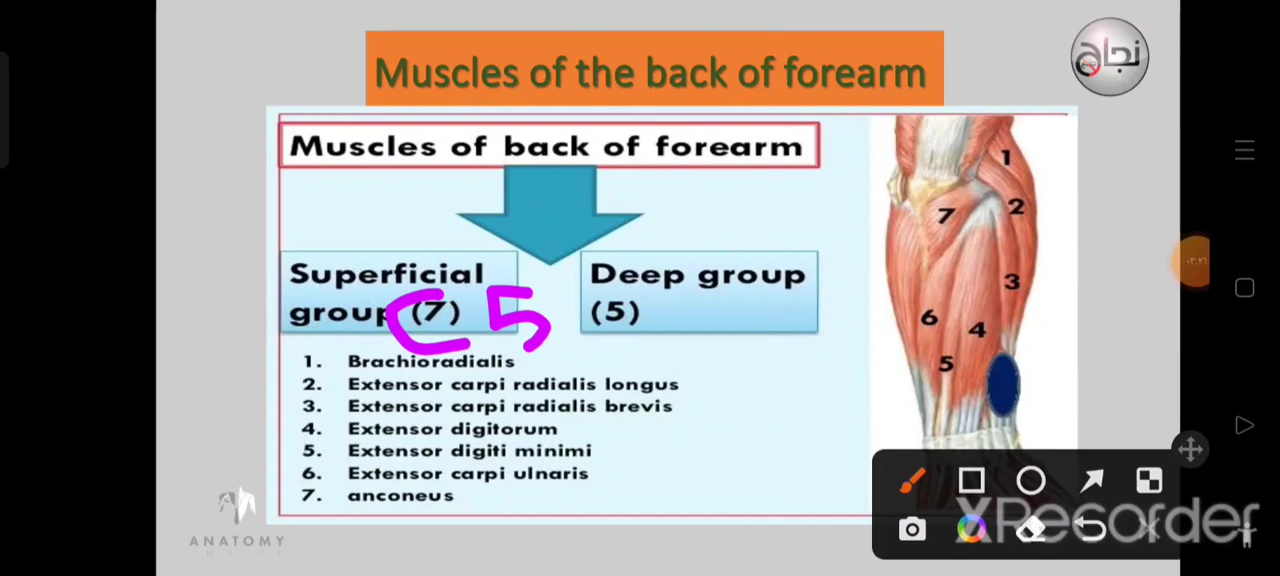 Muscles of the back of forearm
نجاح
Muscles of back of forearm
Superficial group (7)
5
Deep group (5)
1. Brachioradialis
2. Extensor carpi radialis longus
3. Extensor carpi radialis brevis
4. Extensor digitorum
5. Extensor digiti minimi
6. Extensor carpi ulnaris
7. anconeus
1
2
7
3
6
4
5
ANATOMY
XRecorder